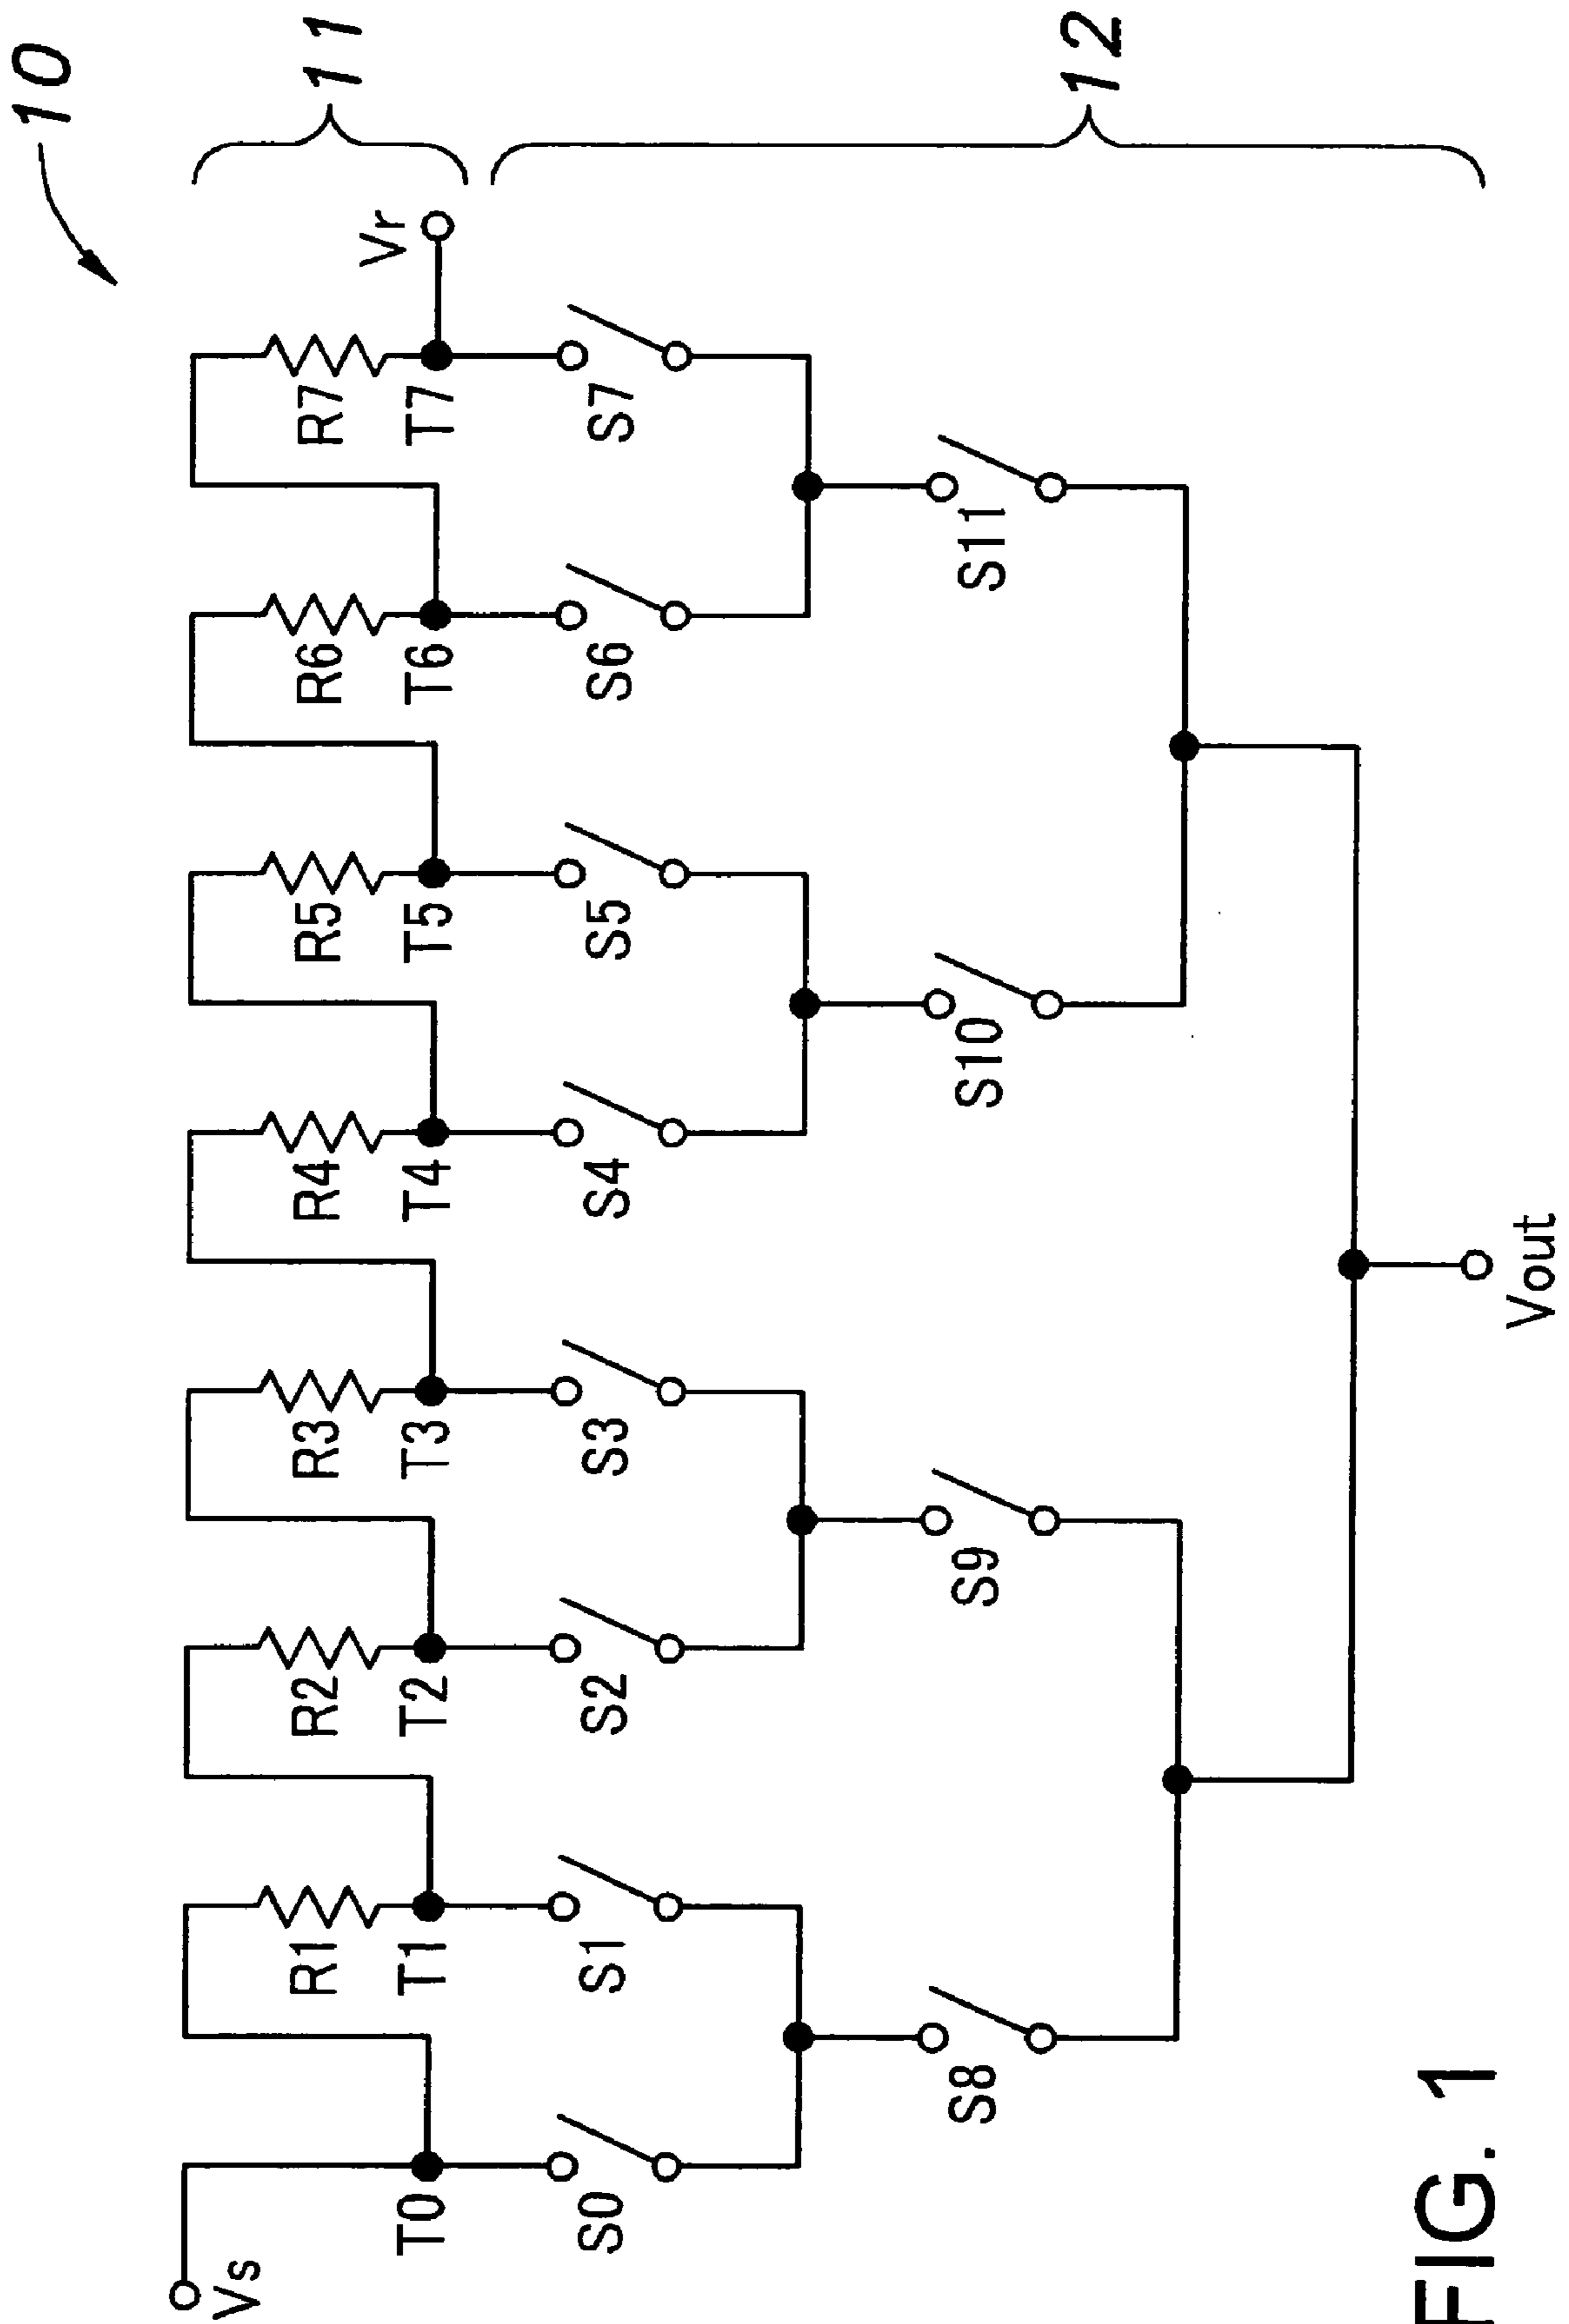 10
11
12
Vs
Vr
R1 R2 R3 R4 R5 R6 R7
T0 T1 T2 T3 T4 T5 T6 T7
S0 S1 S2 S3 S4 S5 S6 S7
S8 S9 S10 S11
Vout
FIG. 1